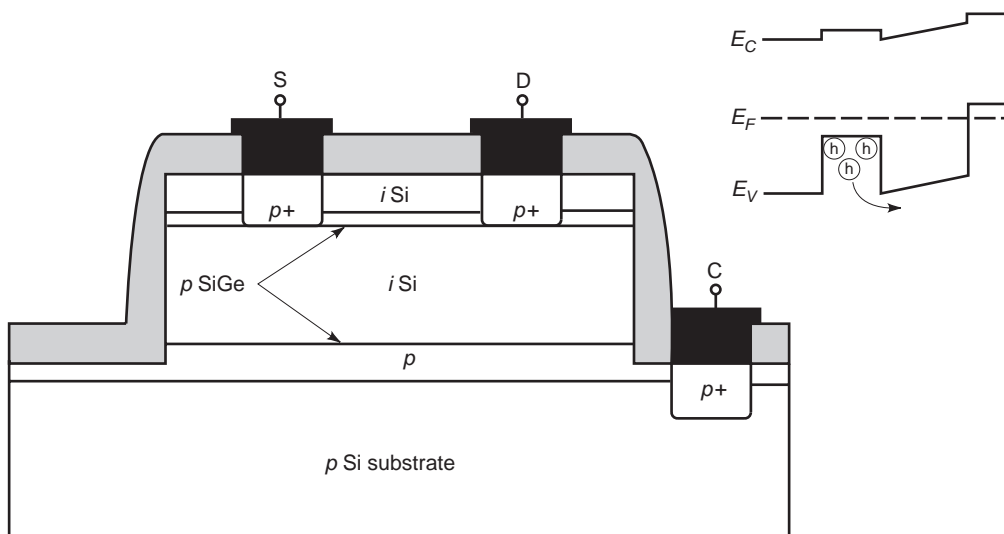 S
D
i Si
p+
p+
p SiGe
i Si
C
p
p+
p Si substrate
E_C
E_F
h
h
h
E_V